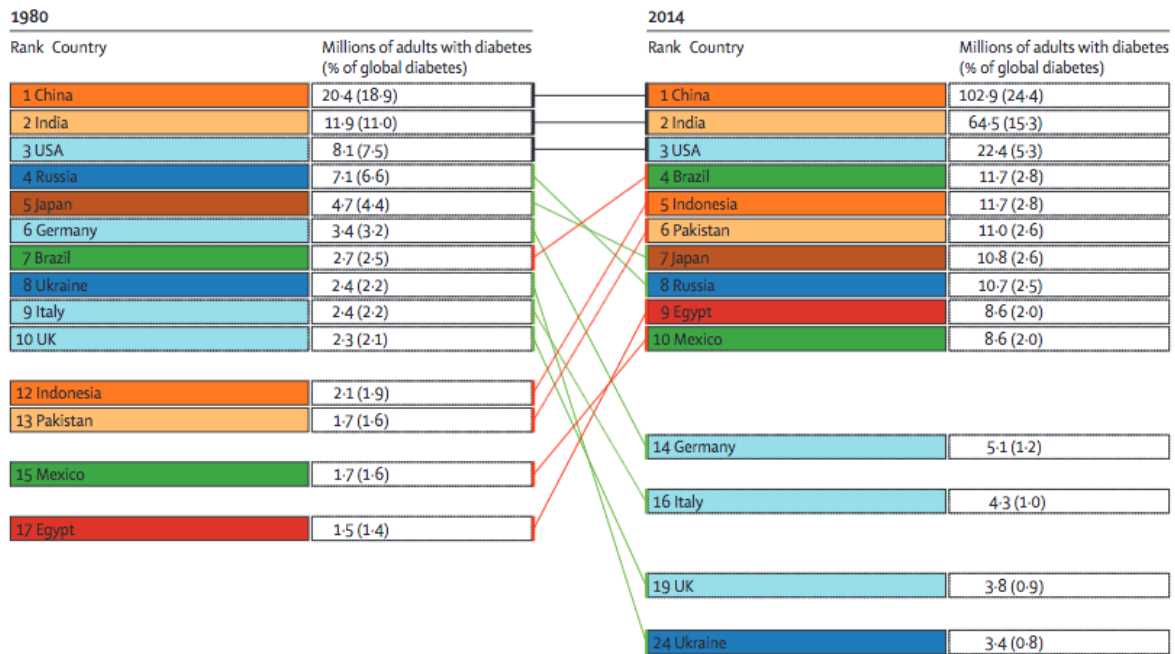 1980
Rank Country Millions of adults with diabetes
(% of global diabetes)
1 China 20·4 (18·9)
2 India 11·9 (11·0)
3 USA 8·1 (7·5)
4 Russia 7·1 (6·6)
5 Japan 4·7 (4·4)
6 Germany 3·4 (3·2)
7 Brazil 2·7 (2·5)
8 Ukraine 2·4 (2·2)
9 Italy 2·4 (2·2)
10 UK 2·3 (2·1)
12 Indonesia 2·1 (1·9)
13 Pakistan 1·7 (1·6)
15 Mexico 1·7 (1·6)
17 Egypt 1·5 (1·4)
2014
Rank Country Millions of adults with diabetes
(% of global diabetes)
1 China 102·9 (24·4)
2 India 64·5 (15·3)
3 USA 22·4 (5·3)
4 Brazil 11·7 (2·8)
5 Indonesia 11·7 (2·8)
6 Pakistan 11·0 (2·6)
7 Japan 10·8 (2·6)
8 Russia 10·7 (2·5)
9 Egypt 8·6 (2·0)
10 Mexico 8·6 (2·0)
14 Germany 5·1 (1·2)
16 Italy 4·3 (1·0)
19 UK 3·8 (0·9)
24 Ukraine 3·4 (0·8)